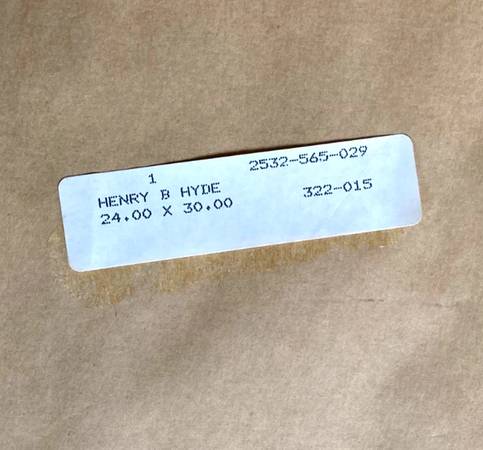 1 2532-565-029
HENRY B HYDE 322-015
24.00 X 30.00